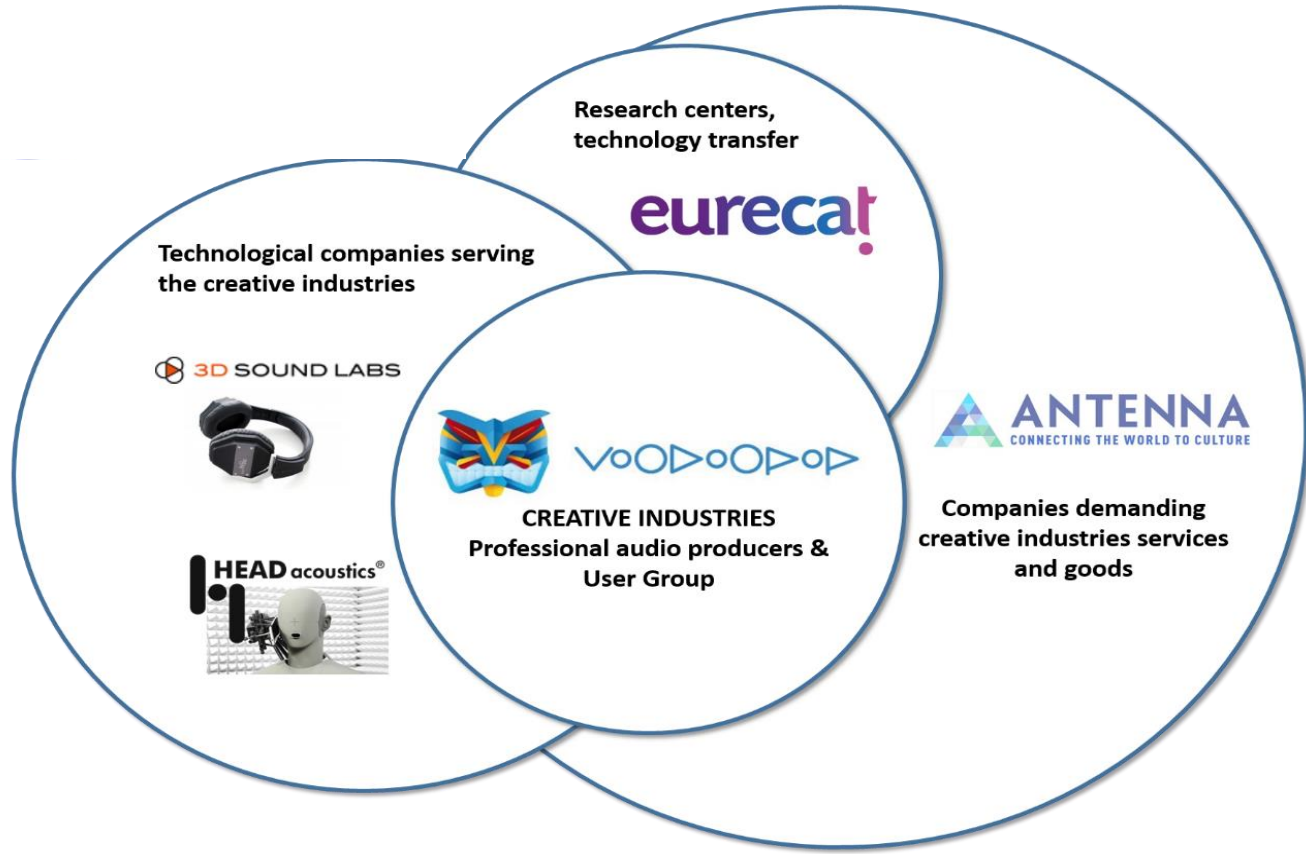 Research centers,
technology transfer
eurecat
Technological companies serving
the creative industries
3D SOUND LABS
HEAD acoustics®
VOODOOPOP
CREATIVE INDUSTRIES
Professional audio producers &
User Group
ANTENNA
CONNECTING THE WORLD TO CULTURE
Companies demanding
creative industries services
and goods